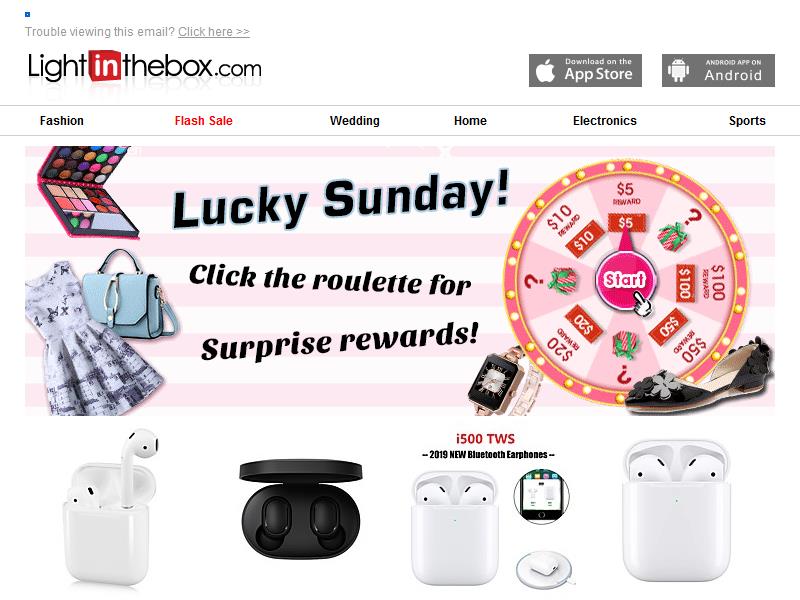 Trouble viewing this email? Click here >>
Lightinthebox.com
Download on the
App Store
ANDROID APP ON
Android
Fashion
Flash Sale
Wedding
Home
Electronics
Sports
Lucky Sunday!
Click the roulette for
Surprise rewards!
$5
REWARD
$5
?
$100
$100
REWARD
$50
$50
REWARD
?
$20
$20
REWARD
?
$10
REWARD
$10
Start
i500 TWS
-- 2019 NEW Bluetooth Earphones --